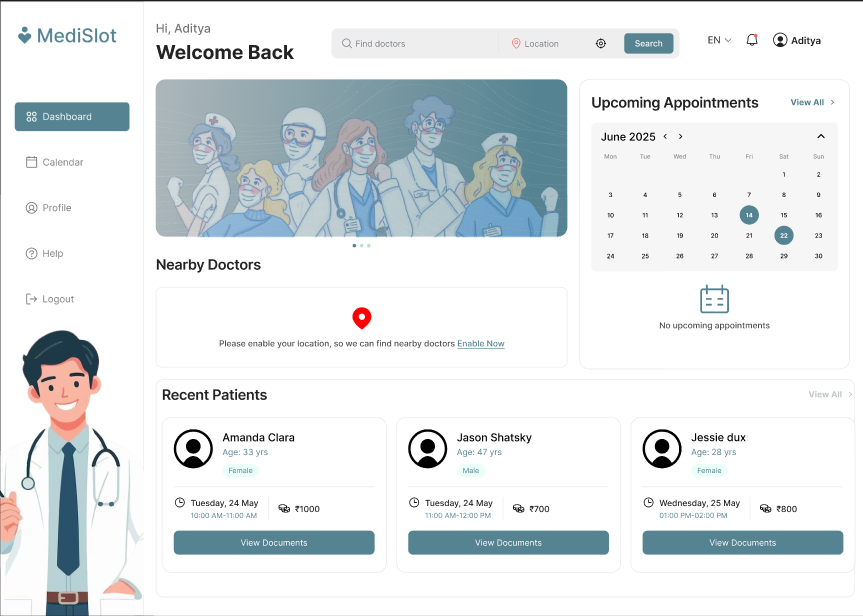 MediSlot
Hi, Aditya
Welcome Back
Find doctors
Location
Search
EN
Aditya
Dashboard
Calendar
Profile
Help
Logout
Nearby Doctors
Please enable your location, so we can find nearby doctors Enable Now
Upcoming Appointments
View All >
June 2025 < >
Mon Tue Wed Thu Fri Sat Sun
1 2
3 4 5 6 7 8 9
10 11 12 13 14 15 16
17 18 19 20 21 22 23
24 25 26 27 28 29 30
No upcoming appointments
Recent Patients
View All >
Amanda Clara
Age: 33 yrs
Female
Tuesday, 24 May
10:00 AM-11:00 AM
₹1000
View Documents
Jason Shatsky
Age: 47 yrs
Male
Tuesday, 24 May
11:00 AM-12:00 PM
₹700
View Documents
Jessie dux
Age: 28 yrs
Female
Wednesday, 25 May
01:00 PM-02:00 PM
₹800
View Documents